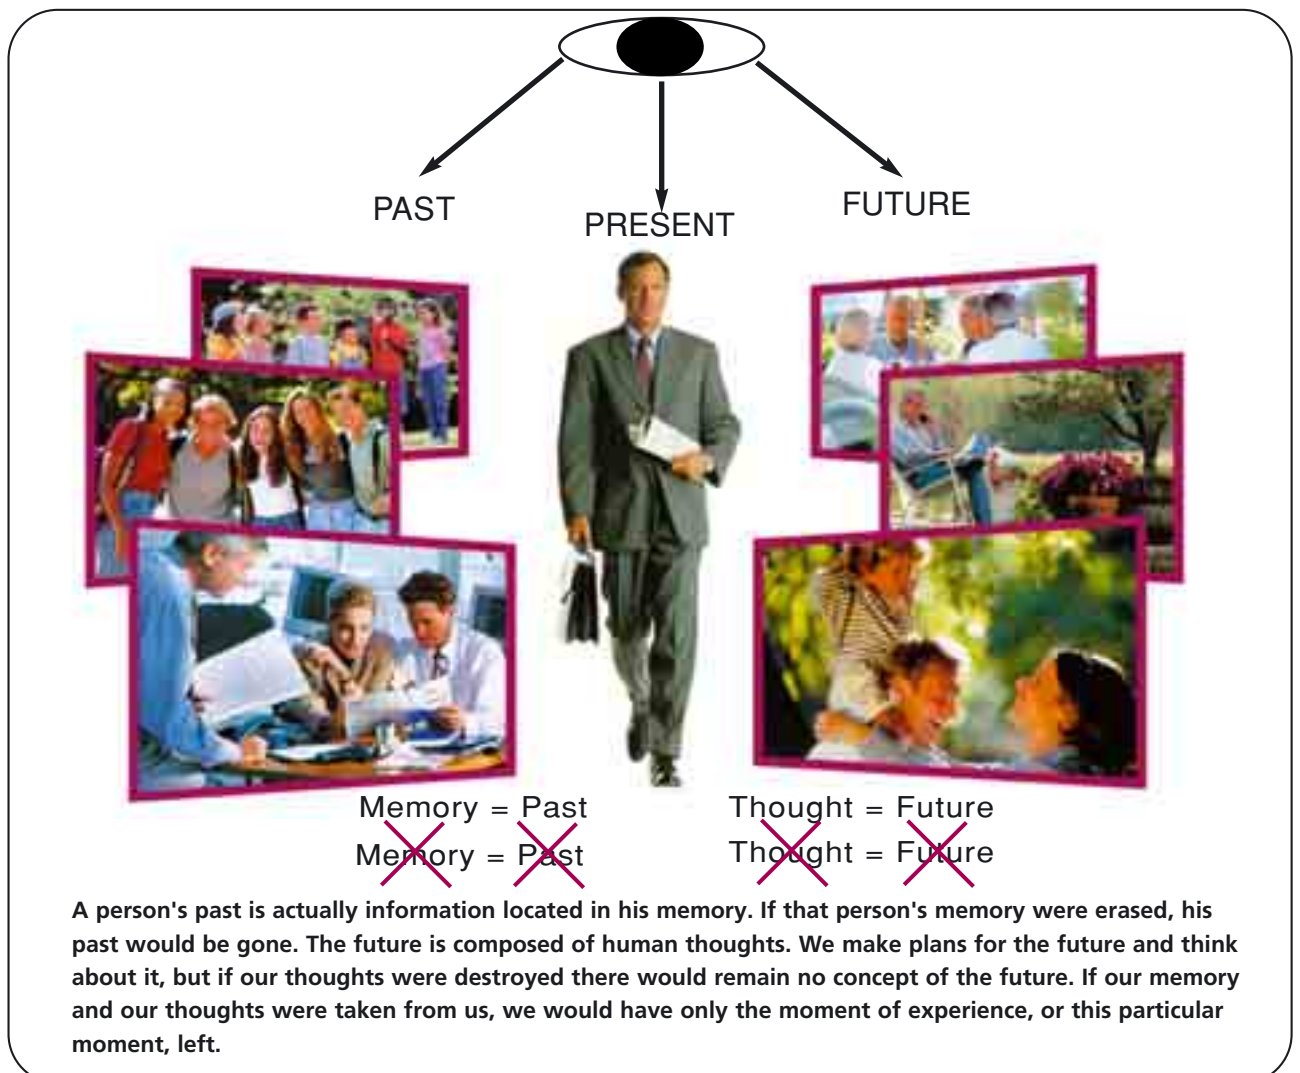 PAST
PRESENT
FUTURE
Memory = Past
Thought = Future
Memory = Past
Thought = Future
A person's past is actually information located in his memory. If that person's memory were erased, his
past would be gone. The future is composed of human thoughts. We make plans for the future and think
about it, but if our thoughts were destroyed there would remain no concept of the future. If our memory
and our thoughts were taken from us, we would have only the moment of experience, or this particular
moment, left.